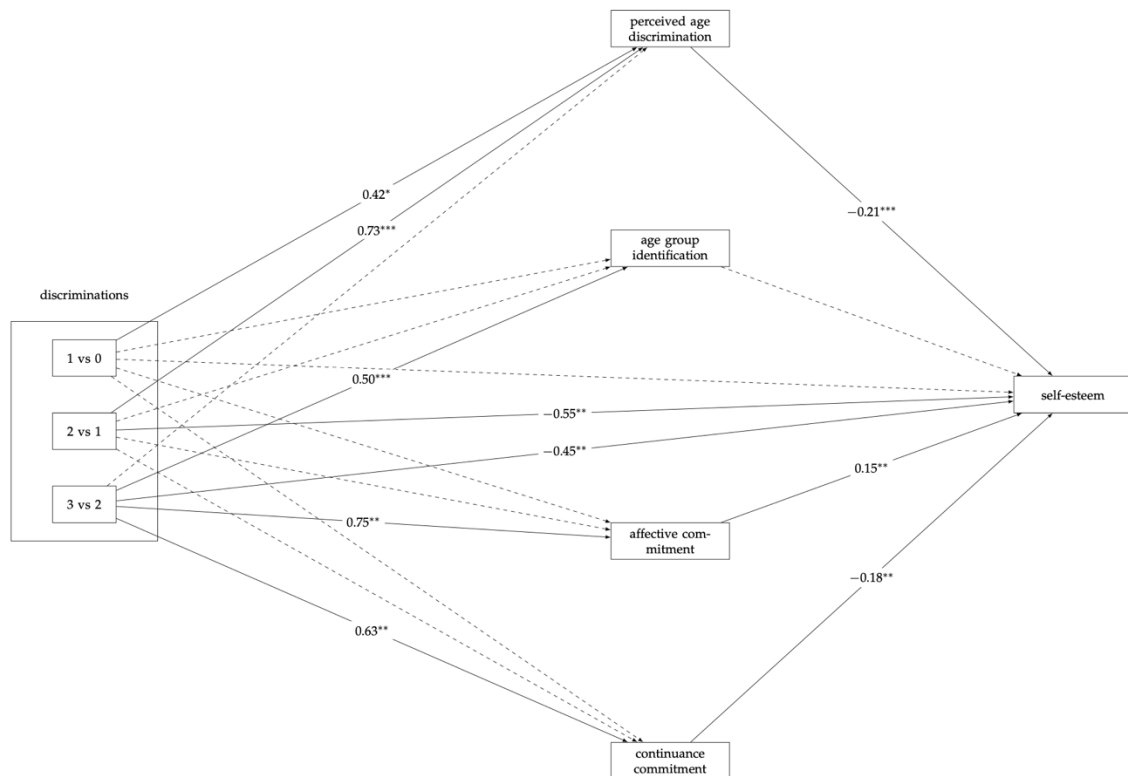 perceived age
discrimination
0.42*
−0.21***
0.73***
age group
identification
discriminations
1 vs 0
0.50***
self-esteem
−0.55**
2 vs 1
−0.45**
0.15**
3 vs 2
0.75**
affective com-
mitment
−0.18**
0.63**
continuance
commitment